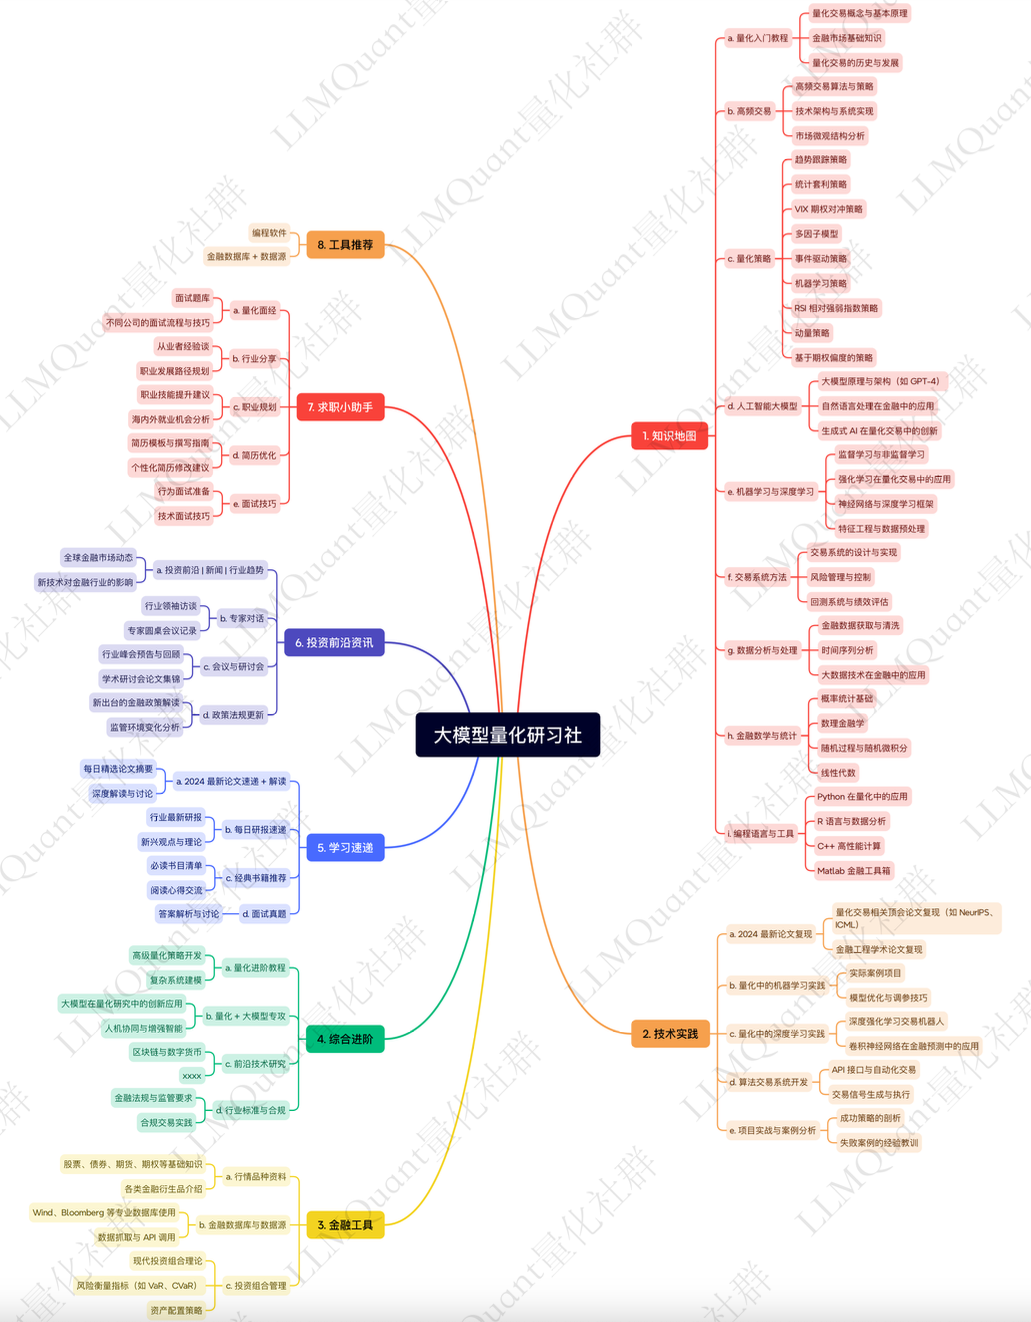 大模型量化研习社
1. 知识地图
a. 量化入门教程
量化交易概念与基本原理
金融市场基础知识
量化交易的历史与发展
b. 高频交易
高频交易算法与策略
技术架构与系统实现
市场微观结构分析
c. 量化策略
趋势跟踪策略
统计套利策略
VIX 期权对冲策略
多因子模型
事件驱动策略
机器学习策略
RSI 相对强弱指数策略
动量策略
基于期权偏度的策略
d. 人工智能大模型
大模型原理与架构（如 GPT-4）
自然语言处理在金融中的应用
生成式 AI 在量化交易中的创新
e. 机器学习与深度学习
监督学习与非监督学习
强化学习在量化交易中的应用
神经网络与深度学习框架
特征工程与数据预处理
f. 交易系统方法
交易系统的设计与实现
风险管理与控制
回测系统与绩效评估
g. 数据分析与处理
金融数据获取与清洗
时间序列分析
大数据技术在金融中的应用
h. 金融数学与统计
概率统计基础
数理金融学
随机过程与随机微积分
线性代数
i. 编程语言与工具
Python 在量化中的应用
R 语言与数据分析
C++ 高性能计算
Matlab 金融工具箱
2. 技术实践
a. 2024 最新论文复现
量化交易相关顶会论文复现（如 NeurIPS、
ICML）
金融工程学术论文复现
b. 量化中的机器学习实践
实际案例项目
模型优化与调参技巧
c. 量化中的深度学习实践
深度强化学习交易机器人
卷积神经网络在金融预测中的应用
d. 算法交易系统开发
API 接口与自动化交易
交易信号生成与执行
e. 项目实战与案例分析
成功策略的剖析
失败案例的经验教训
3. 金融工具
a. 行情品种资料
股票、债券、期货、期权等基础知识
各类金融衍生品介绍
b. 金融数据库与数据源
Wind、Bloomberg 等专业数据库使用
数据抓取与 API 调用
c. 投资组合管理
现代投资组合理论
风险衡量指标（如 VaR、CVaR）
资产配置策略
4. 综合进阶
a. 量化进阶教程
高级量化策略开发
复杂系统建模
b. 量化 + 大模型专攻
大模型在量化研究中的创新应用
人机协同与增强智能
c. 前沿技术研究
区块链与数字货币
xxxx
d. 行业标准与合规
金融法规与监管要求
合规交易实践
5. 学习速递
a. 2024 最新论文速递 + 解读
每日精选论文摘要
深度解读与讨论
b. 每日研报速递
行业最新研报
新兴观点与理论
c. 经典书籍推荐
必读书目清单
阅读心得交流
d. 面试真题
答案解析与讨论
6. 投资前沿资讯
a. 投资前沿 | 新闻 | 行业趋势
全球金融市场动态
新技术对金融行业的影响
b. 专家对话
行业领袖访谈
专家圆桌会议记录
c. 会议与研讨会
行业峰会预告与回顾
学术研讨会论文集锦
d. 政策法规更新
新出台的金融政策解读
监管环境变化分析
7. 求职小助手
a. 量化面经
面试题库
不同公司的面试流程与技巧
b. 行业分享
从业者经验谈
职业发展路径规划
c. 职业规划
职业技能提升建议
海内外就业机会分析
d. 简历优化
简历模板与撰写指南
个性化简历修改建议
e. 面试技巧
行为面试准备
技术面试技巧
8. 工具推荐
编程软件
金融数据库 + 数据源
LLMQuant量化社群